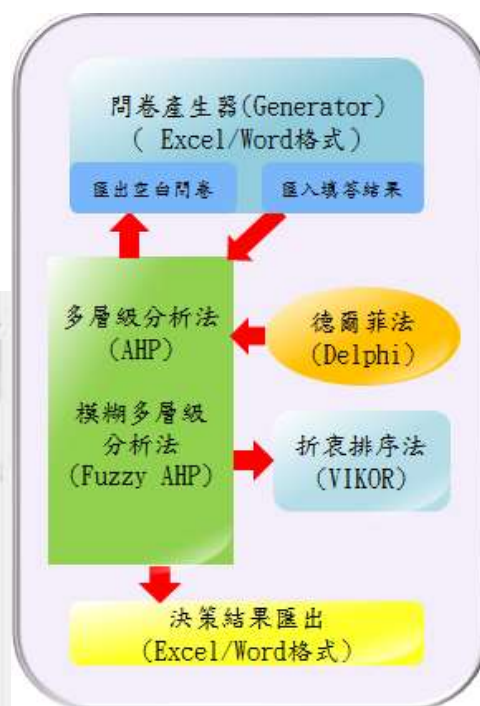 問卷產生器(Generator)
( Excel/Word格式)
匯出空白問卷
匯入填答結果
多層級分析法
(AHP)
模糊多層級
分析法
(Fuzzy AHP)
德爾菲法
(Delphi)
折衷排序法
(VIKOR)
決策結果匯出
(Excel/Word格式)